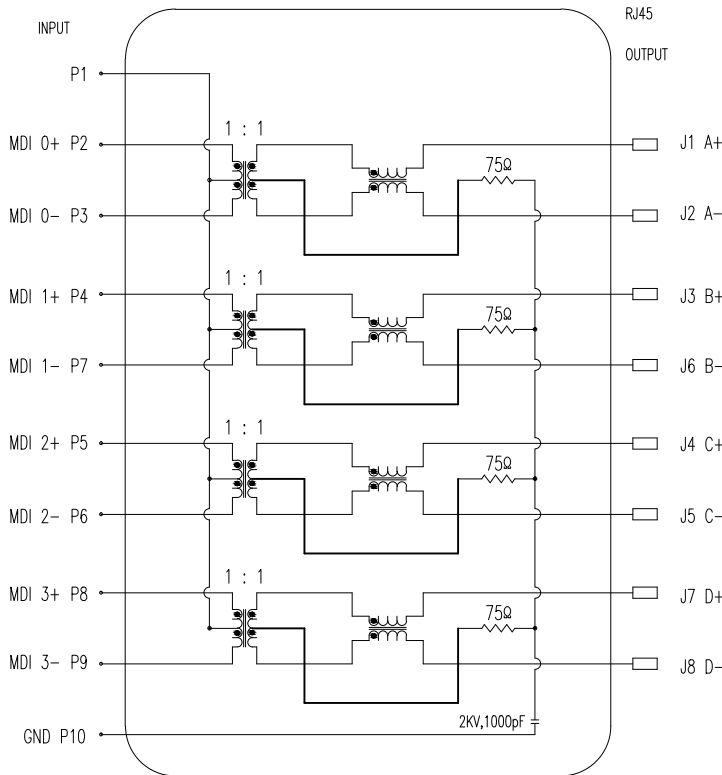 INPUT
RJ45
OUTPUT
P1
1 : 1
MDI 0+ P2
J1 A+
75Ω
MDI 0- P3
J2 A-
1 : 1
MDI 1+ P4
J3 B+
75Ω
MDI 1- P7
J6 B-
1 : 1
MDI 2+ P5
J4 C+
75Ω
MDI 2- P6
J5 C-
1 : 1
MDI 3+ P8
J7 D+
75Ω
MDI 3- P9
J8 D-
2KV,1000pF
GND P10